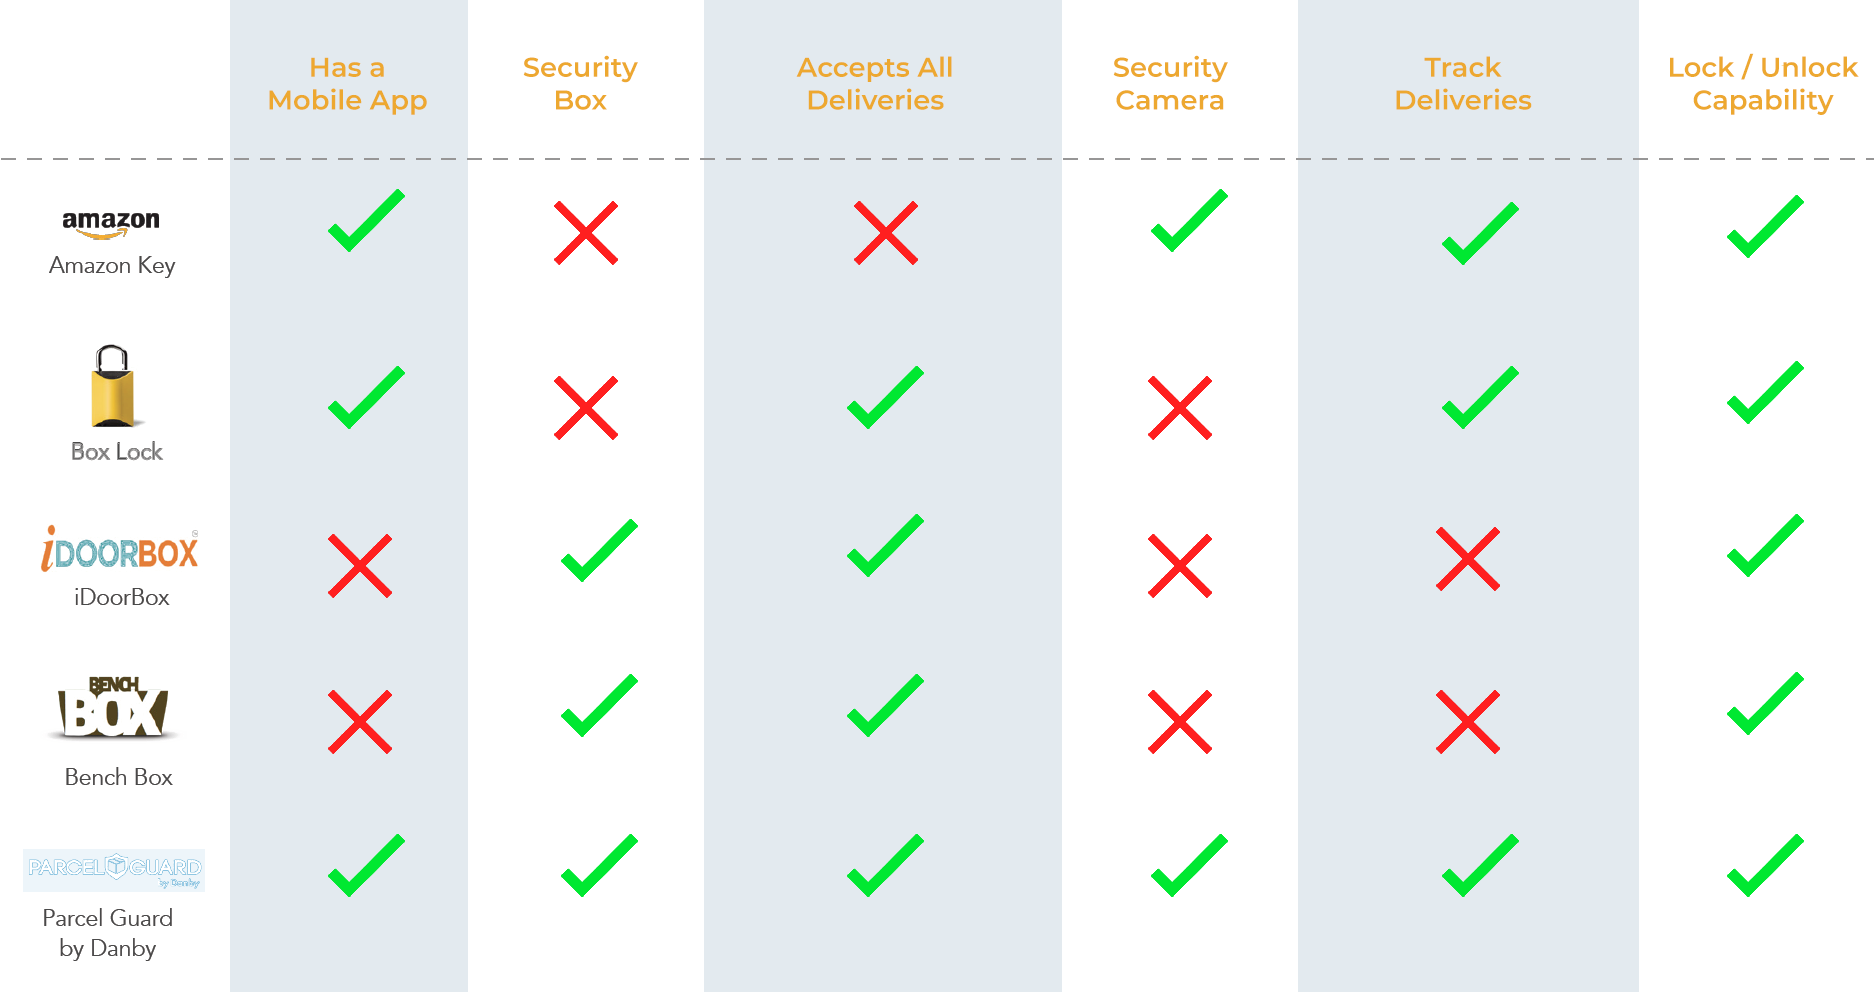 Has a
Mobile App
Security
Box
Accepts All
Deliveries
Security
Camera
Track
Deliveries
Lock / Unlock
Capability
amazon
Amazon Key
Box Lock
iDOORBOX
iDoorBox
BENCH
BOX
Bench Box
PARCEL GUARD
by Danby
Parcel Guard
by Danby